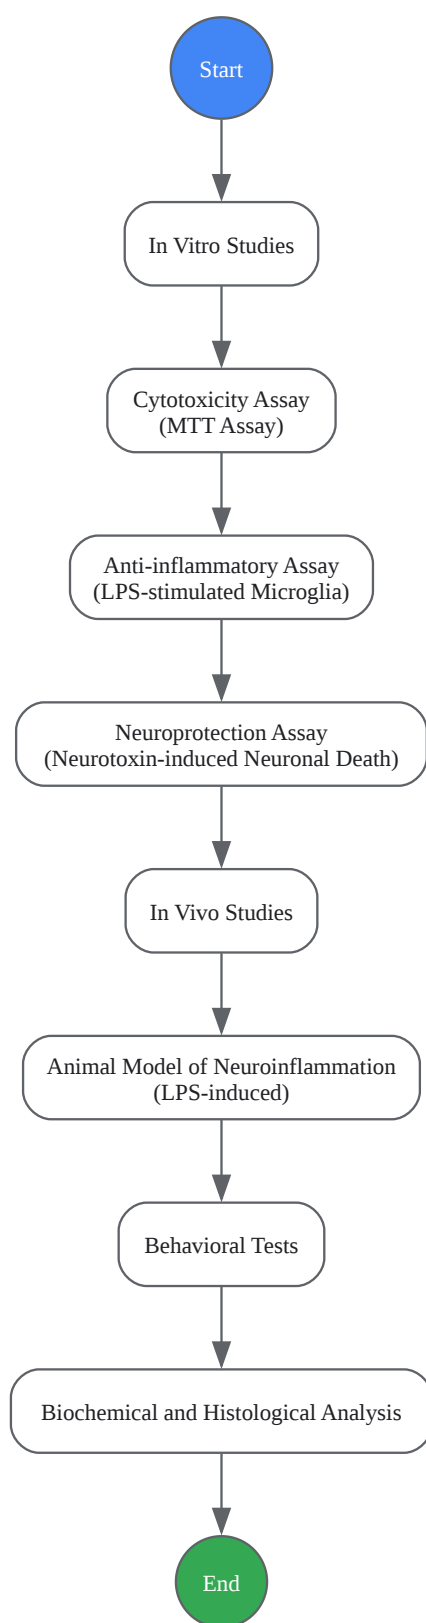 Start
In Vitro Studies
Cytotoxicity Assay
(MTT Assay)
Anti-inflammatory Assay
(LPS-stimulated Microglia)
Neuroprotection Assay
(Neurotoxin-induced Neuronal Death)
In Vivo Studies
Animal Model of Neuroinflammation
(LPS-induced)
Behavioral Tests
Biochemical and Histological Analysis
End